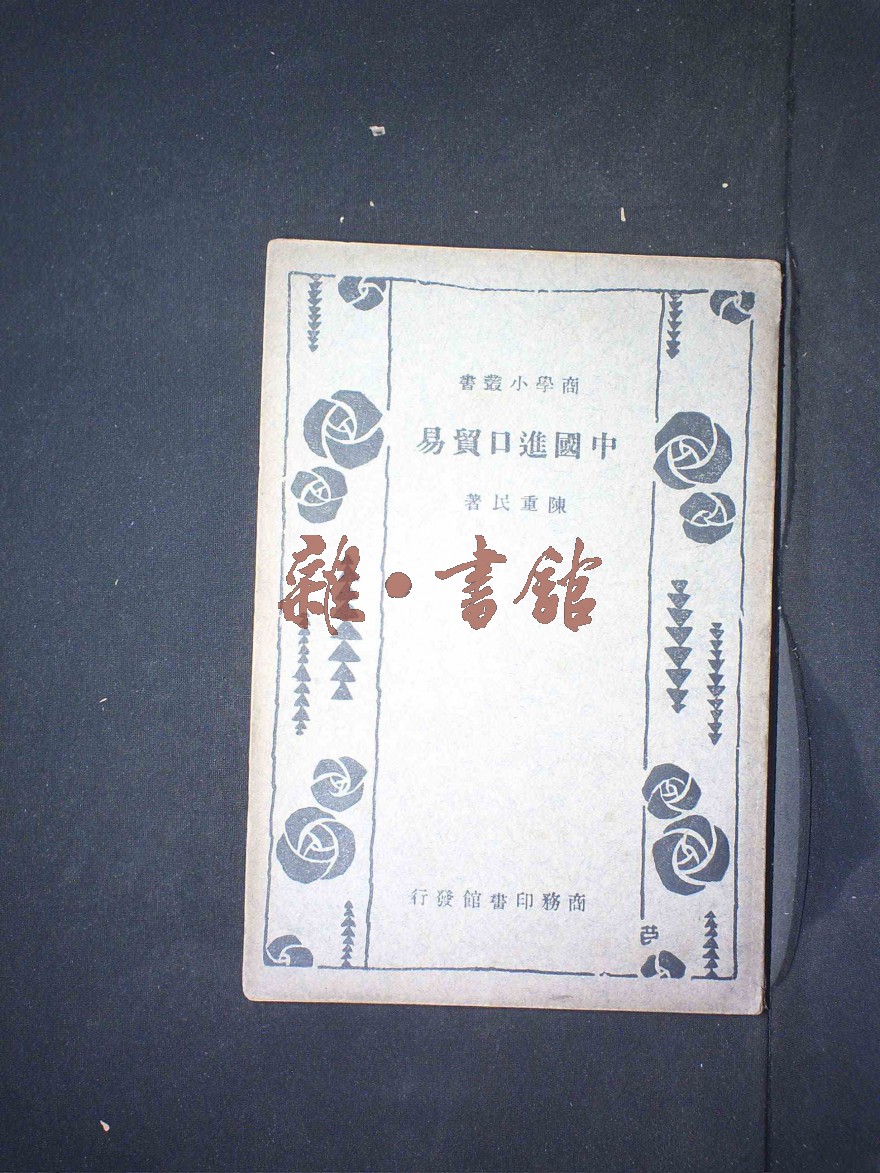 商學小叢書
中國進口貿易
陳重民著
雜·書館
商務印書館發行